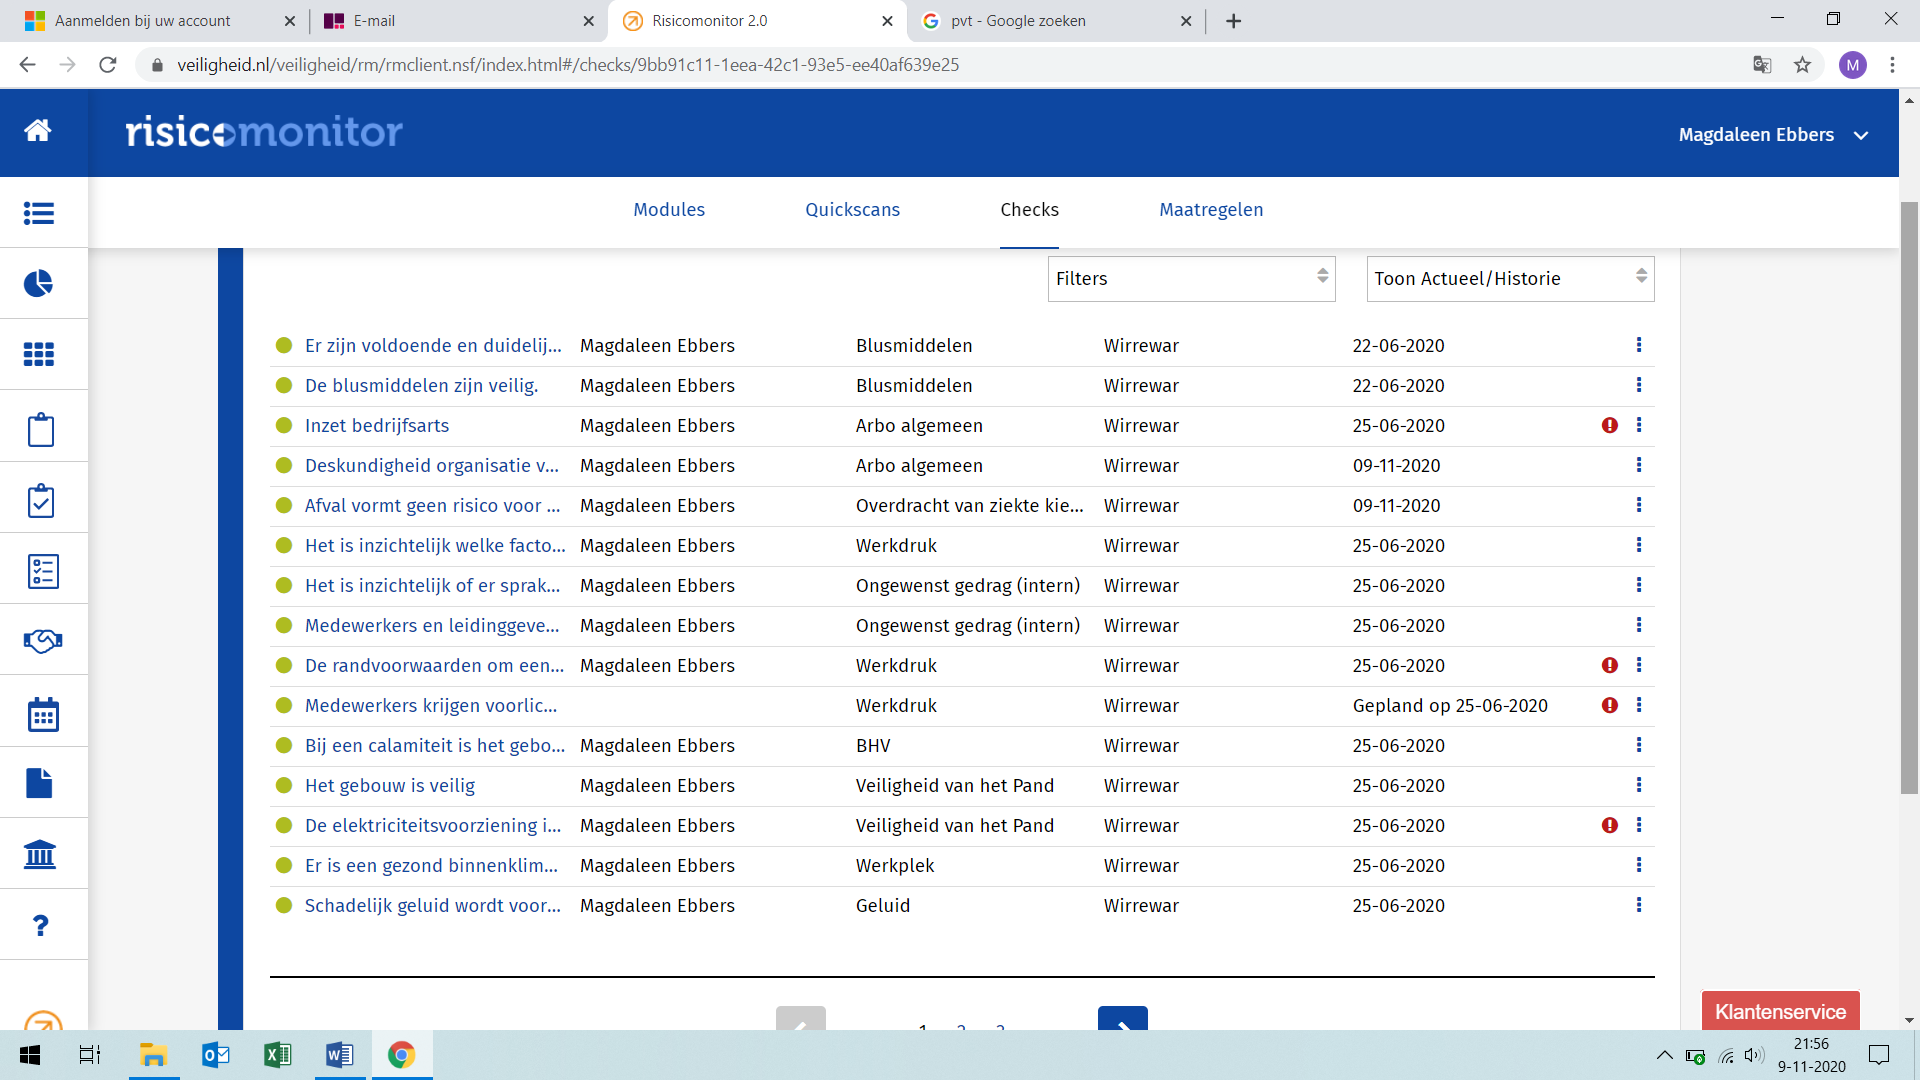 Aanmelden bij uw account
E-mail
Risicomonitor 2.0
pvt - Google zoeken
veiligheid.nl/veiligheid/rm/rmclient.nsf/index.html#/checks/9bb91c11-1eea-42c1-93e5-ee40af639e25
M
risicomonitor
Magdaleen Ebbers
Modules Quickscans Checks Maatregelen
Filters Toon Actueel/Historie
Er zijn voldoende en duidelij... Magdaleen Ebbers Blusmiddelen Wirrewar 22-06-2020
De blusmiddelen zijn veilig. Magdaleen Ebbers Blusmiddelen Wirrewar 22-06-2020
Inzet bedrijfsarts Magdaleen Ebbers Arbo algemeen Wirrewar 25-06-2020
Deskundigheid organisatie v... Magdaleen Ebbers Arbo algemeen Wirrewar 09-11-2020
Afval vormt geen risico voor ... Magdaleen Ebbers Overdracht van ziekte kie... Wirrewar 09-11-2020
Het is inzichtelijk welke facto... Magdaleen Ebbers Werkdruk Wirrewar 25-06-2020
Het is inzichtelijk of er sprak... Magdaleen Ebbers Ongewenst gedrag (intern) Wirrewar 25-06-2020
Medewerkers en leidinggeve... Magdaleen Ebbers Ongewenst gedrag (intern) Wirrewar 25-06-2020
De randvoorwaarden om een... Magdaleen Ebbers Werkdruk Wirrewar 25-06-2020
Medewerkers krijgen voorlic... Werkdruk Wirrewar Gepland op 25-06-2020
Bij een calamiteit is het gebo... Magdaleen Ebbers BHV Wirrewar 25-06-2020
Het gebouw is veilig Magdaleen Ebbers Veiligheid van het Pand Wirrewar 25-06-2020
De elektriciteitsvoorziening i... Magdaleen Ebbers Veiligheid van het Pand Wirrewar 25-06-2020
Er is een gezond binnenklim... Magdaleen Ebbers Werkplek Wirrewar 25-06-2020
Schadelijk geluid wordt voor... Magdaleen Ebbers Geluid Wirrewar 25-06-2020
1 2 3
Klantenservice
21:56
9-11-2020